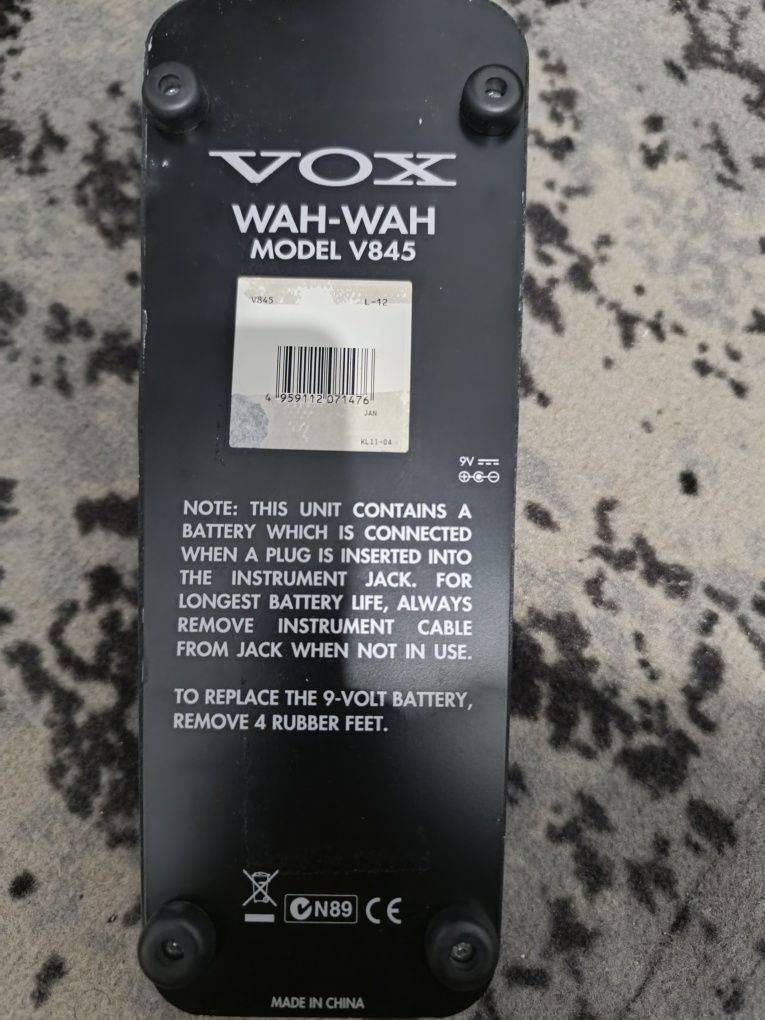 VOX
WAH-WAH
MODEL V845
V845 L-12
4 959112 071476
JAN
KL11-04
9V
NOTE: THIS UNIT CONTAINS A
BATTERY WHICH IS CONNECTED
WHEN A PLUG IS INSERTED INTO
THE INSTRUMENT JACK. FOR
LONGEST BATTERY LIFE, ALWAYS
REMOVE INSTRUMENT CABLE
FROM JACK WHEN NOT IN USE.
TO REPLACE THE 9-VOLT BATTERY,
REMOVE 4 RUBBER FEET.
N89 CE
MADE IN CHINA